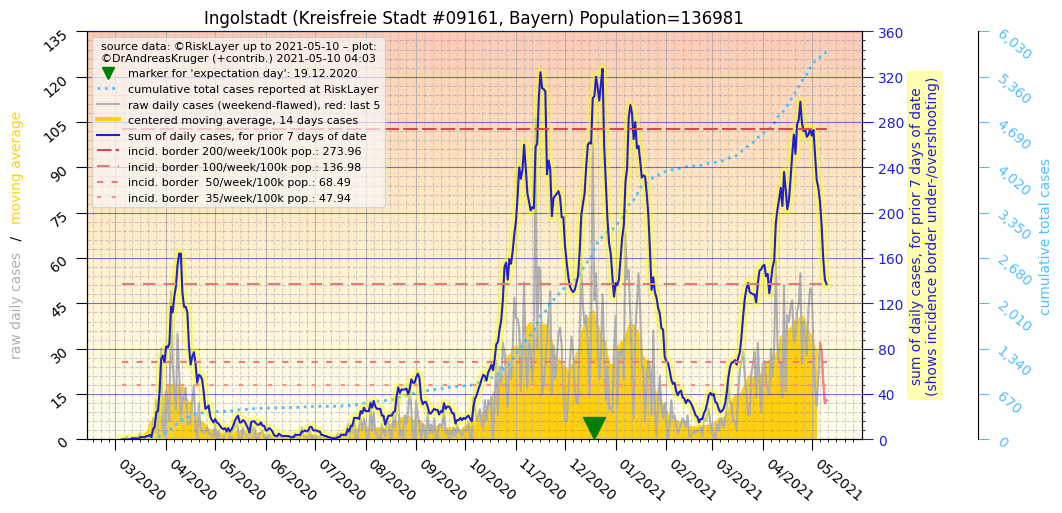 Ingolstadt (Kreisfreie Stadt #09161, Bayern) Population=136981
source data: ©RiskLayer up to 2021-05-10 – plot:
©DrAndreasKruger (+contrib.) 2021-05-10 04:03
marker for 'expectation day': 19.12.2020
cumulative total cases reported at RiskLayer
raw daily cases (weekend-flawed), red: last 5
centered moving average, 14 days cases
sum of daily cases, for prior 7 days of date
incid. border 200/week/100k pop.: 273.96
incid. border 100/week/100k pop.: 136.98
incid. border  50/week/100k pop.: 68.49
incid. border  35/week/100k pop.: 47.94
raw daily cases / moving average
135
120
105
90
75
60
45
30
15
0
03/2020
04/2020
05/2020
06/2020
07/2020
08/2020
09/2020
10/2020
11/2020
12/2020
01/2021
02/2021
03/2021
04/2021
05/2021
360
320
280
240
200
160
120
80
40
0
sum of daily cases, for prior 7 days of date
(shows incidence border under-/overshooting)
6,030
5,360
4,690
4,020
3,350
2,680
2,010
1,340
670
0
cumulative total cases